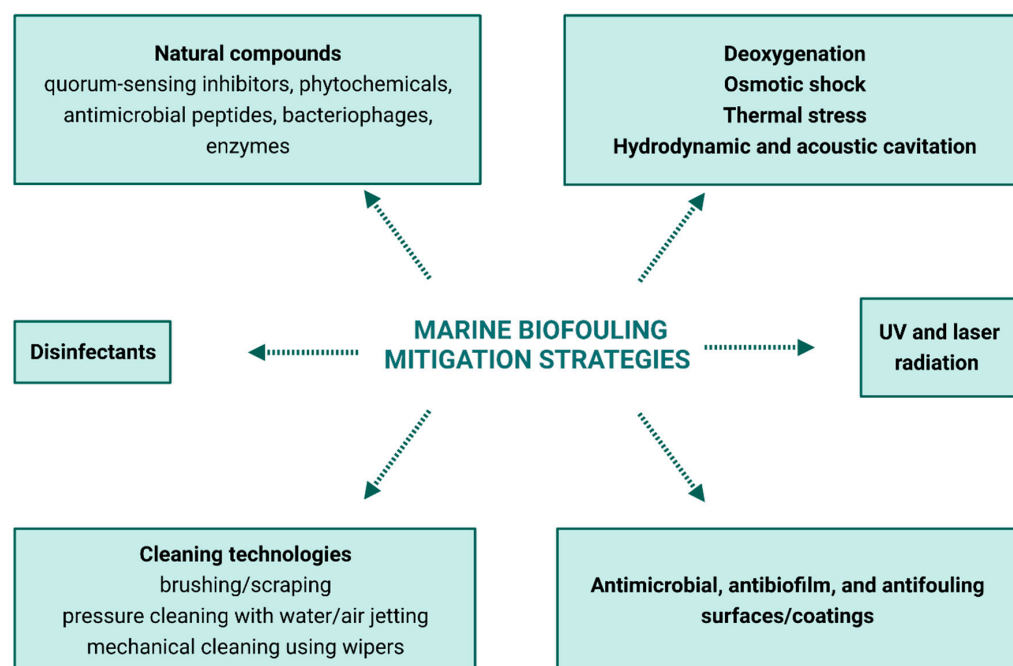 Natural compounds
quorum-sensing inhibitors, phytochemicals,
antimicrobial peptides, bacteriophages,
enzymes
Deoxygenation
Osmotic shock
Thermal stress
Hydrodynamic and acoustic cavitation
Disinfectants
MARINE BIOFOULING
MITIGATION STRATEGIES
UV and laser
radiation
Cleaning technologies
brushing/scraping
pressure cleaning with water/air jetting
mechanical cleaning using wipers
Antimicrobial, antibiofilm, and antifouling
surfaces/coatings